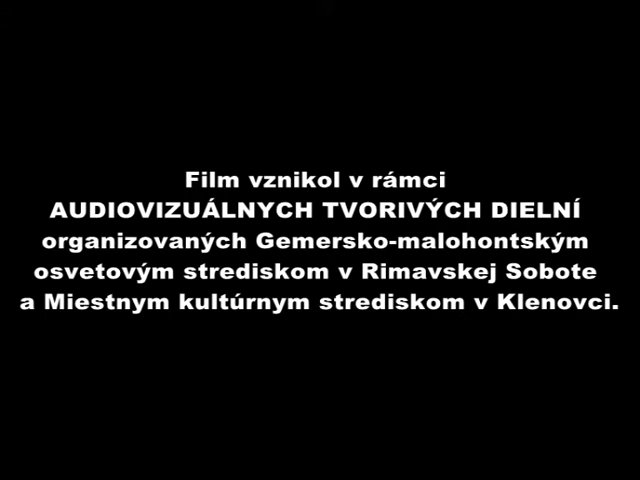 Film vznikol v rámci
AUDIOVIZUÁLNYCH TVORIVÝCH DIELNÍ
organizovaných Gemersko-malohontským
osvetovým strediskom v Rimavskej Sobote
a Miestnym kultúrnym strediskom v Klenovci.